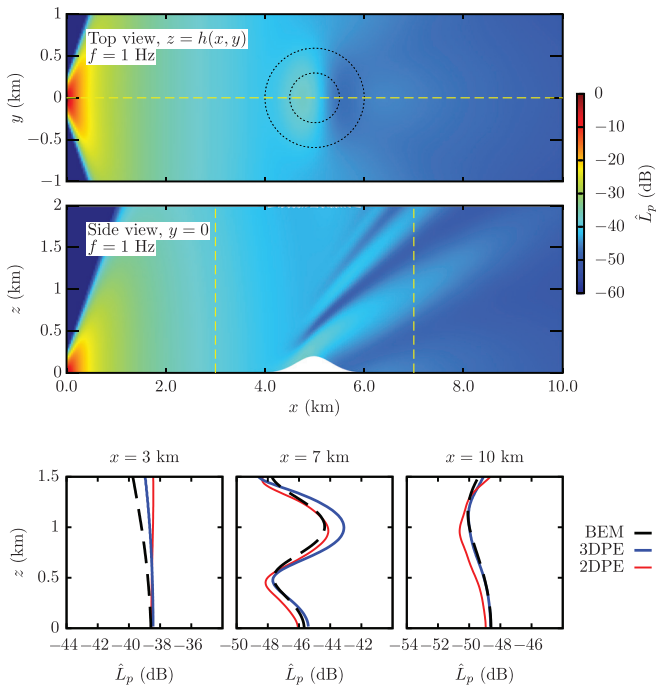 1
0.5
0
−0.5
−1
y (km)
Top view, z = h(x, y)
f = 1 Hz
0
−10
−20
−30
−40
−50
−60
L̂p (dB)
2
1.5
1
0.5
0
z (km)
Side view, y = 0
f = 1 Hz
0.0 2.0 4.0 6.0 8.0 10.0
x (km)
x = 3 km x = 7 km x = 10 km
1.5
1
0.5
0
z (km)
BEM
3DPE
2DPE
−44 −42 −40 −38 −36 −50 −48 −46 −44 −42 −54 −52 −50 −48 −46
L̂p (dB) L̂p (dB) L̂p (dB)